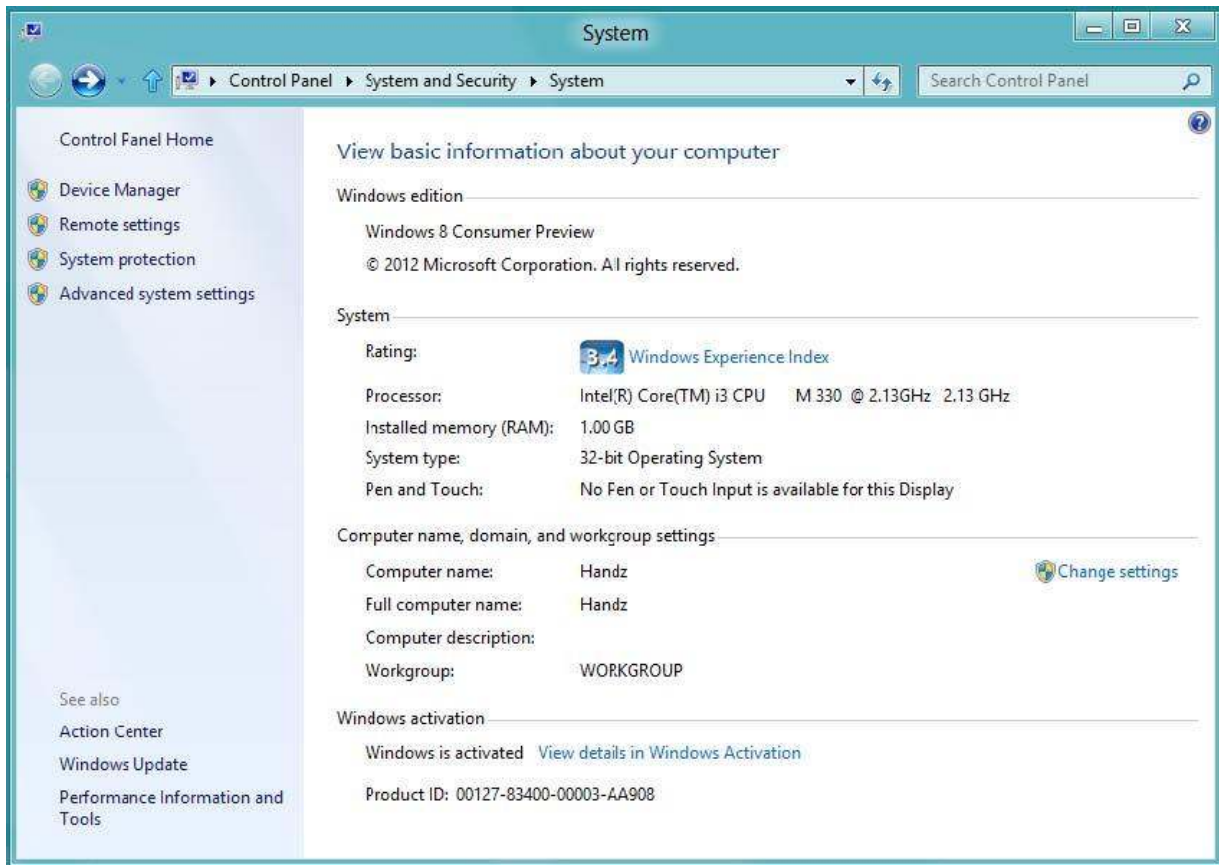 System
Control Panel ▸ System and Security ▸ System
Search Control Panel
Control Panel Home
Device Manager
Remote settings
System protection
Advanced system settings
See also
Action Center
Windows Update
Performance Information and
Tools
View basic information about your computer
Windows edition
Windows 8 Consumer Preview
© 2012 Microsoft Corporation. All rights reserved.
System
Rating: 3,4 Windows Experience Index
Processor: Intel(R) Core(TM) i3 CPU M 330 @ 2.13GHz 2.13 GHz
Installed memory (RAM): 1.00 GB
System type: 32-bit Operating System
Pen and Touch: No Pen or Touch Input is available for this Display
Computer name, domain, and workgroup settings
Computer name: Handz Change settings
Full computer name: Handz
Computer description:
Workgroup: WORKGROUP
Windows activation
Windows is activated View details in Windows Activation
Product ID: 00127-83400-00003-AA908